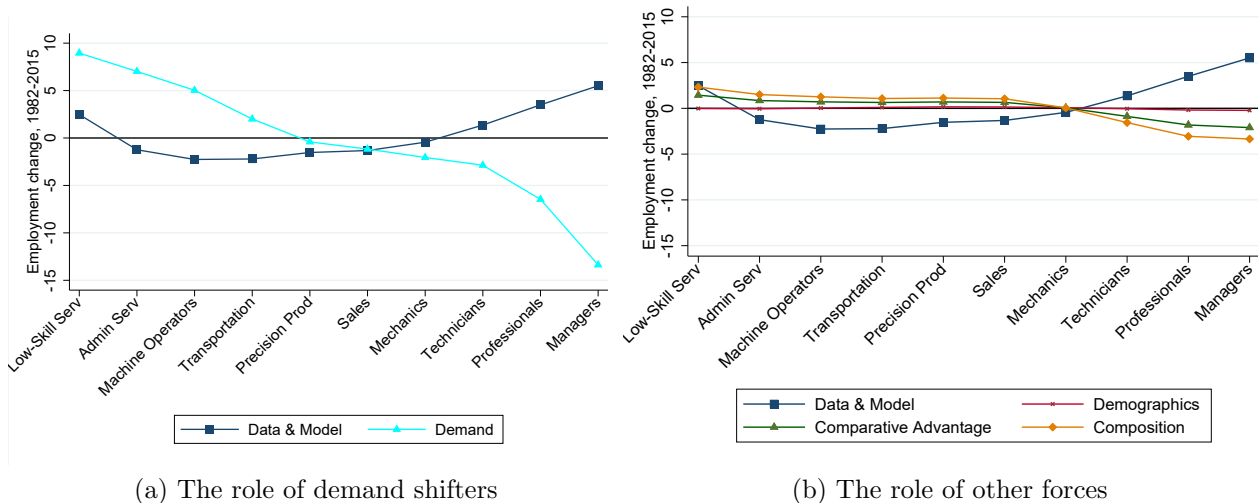 Employment change, 1982-2015
10
5
0
-5
-10
-15
Low-Skill Serv
Admin Serv
Machine Operators
Transportation
Precision Prod
Sales
Mechanics
Technicians
Professionals
Managers
Data & Model
Demand
(a) The role of demand shifters
Employment change, 1982-2015
10
5
0
-5
-10
-15
Low-Skill Serv
Admin Serv
Machine Operators
Transportation
Precision Prod
Sales
Mechanics
Technicians
Professionals
Managers
Data & Model
Demographics
Comparative Advantage
Composition
(b) The role of other forces